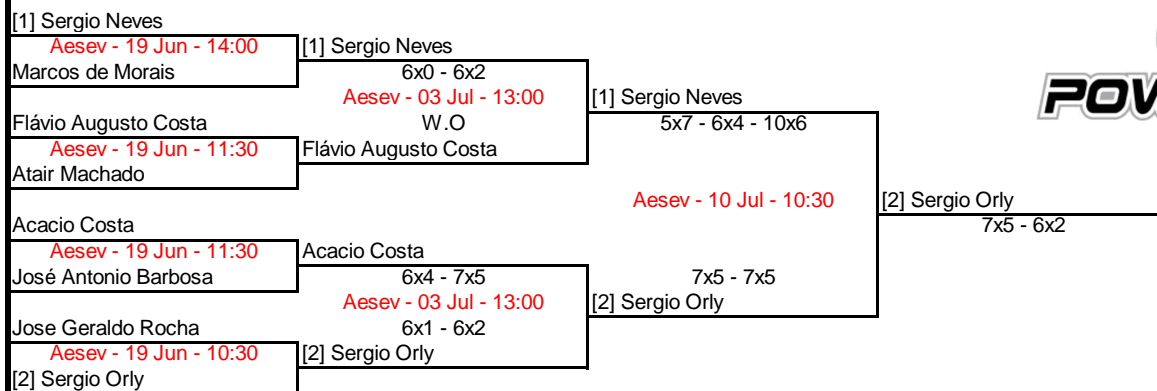 [1] Sergio Neves
Aesev - 19 Jun - 14:00
[1] Sergio Neves
Marcos de Morais
6x0 - 6x2
Aesev - 03 Jul - 13:00
[1] Sergio Neves
Flávio Augusto Costa
W.O
5x7 - 6x4 - 10x6
Aesev - 19 Jun - 11:30
Flávio Augusto Costa
Atair Machado
Aesev - 10 Jul - 10:30
[2] Sergio Orly
Acacio Costa
7x5 - 6x2
Aesev - 19 Jun - 11:30
Acacio Costa
José Antonio Barbosa
6x4 - 7x5
7x5 - 7x5
Aesev - 03 Jul - 13:00
[2] Sergio Orly
Jose Geraldo Rocha
6x1 - 6x2
Aesev - 19 Jun - 10:30
[2] Sergio Orly
[2] Sergio Orly